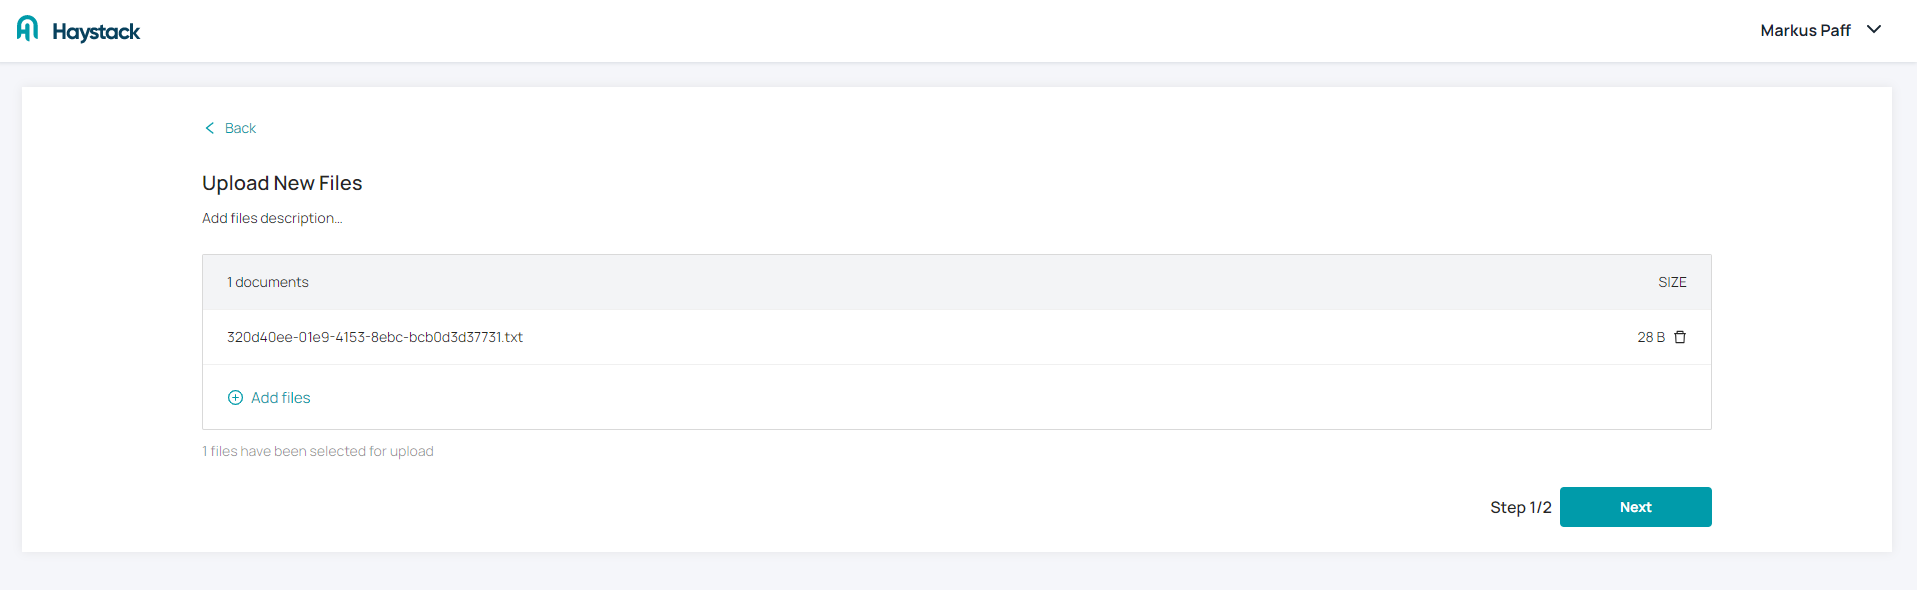 Haystack
Markus Paff
Back
Upload New Files
Add files description...
1 documents SIZE
320d40ee-01e9-4153-8ebc-bcb0d3d37731.txt 28 B
Add files
1 files have been selected for upload
Step 1/2 Next